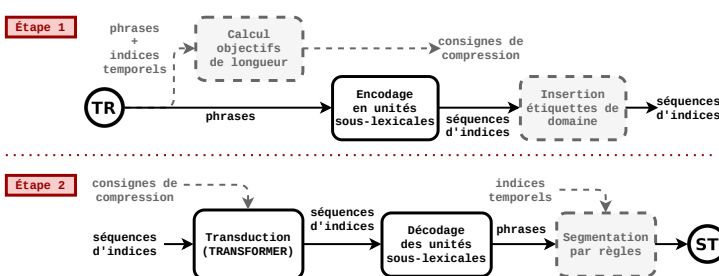 Étape 1
phrases
+
indices
temporels
Calcul
objectifs
de longueur
consignes de
compression
TR
phrases
Encodage
en unités
sous-lexicales
séquences
d'indices
Insertion
étiquettes de
domaine
séquences
d'indices
Étape 2
consignes de
compression
séquences
d'indices
Transduction
(TRANSFORMER)
séquences
d'indices
Décodage
des unités
sous-lexicales
phrases
indices
temporels
Segmentation
par règles
ST